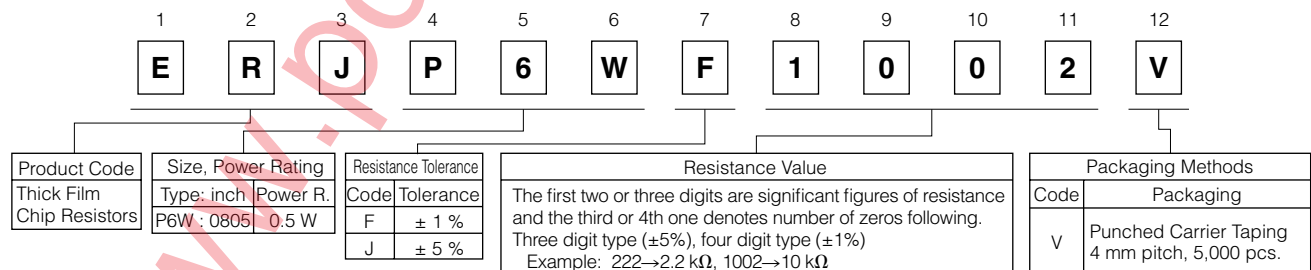 1 2 3 4 5 6 7 8 9 10 11 12
E R J P 6 W F 1 0 0 2 V
Product Code
Thick Film
Chip Resistors
Size, Power Rating
Type: inch Power R.
P6W : 0805 0.5 W
Resistance Tolerance
Code Tolerance
F ± 1 %
J ± 5 %
Resistance Value
The first two or three digits are significant figures of resistance
and the third or 4th one denotes number of zeros following.
Three digit type (±5%), four digit type (±1%)
Example: 222→2.2 kΩ, 1002→10 kΩ
Packaging Methods
Code Packaging
V Punched Carrier Taping
4 mm pitch, 5,000 pcs.